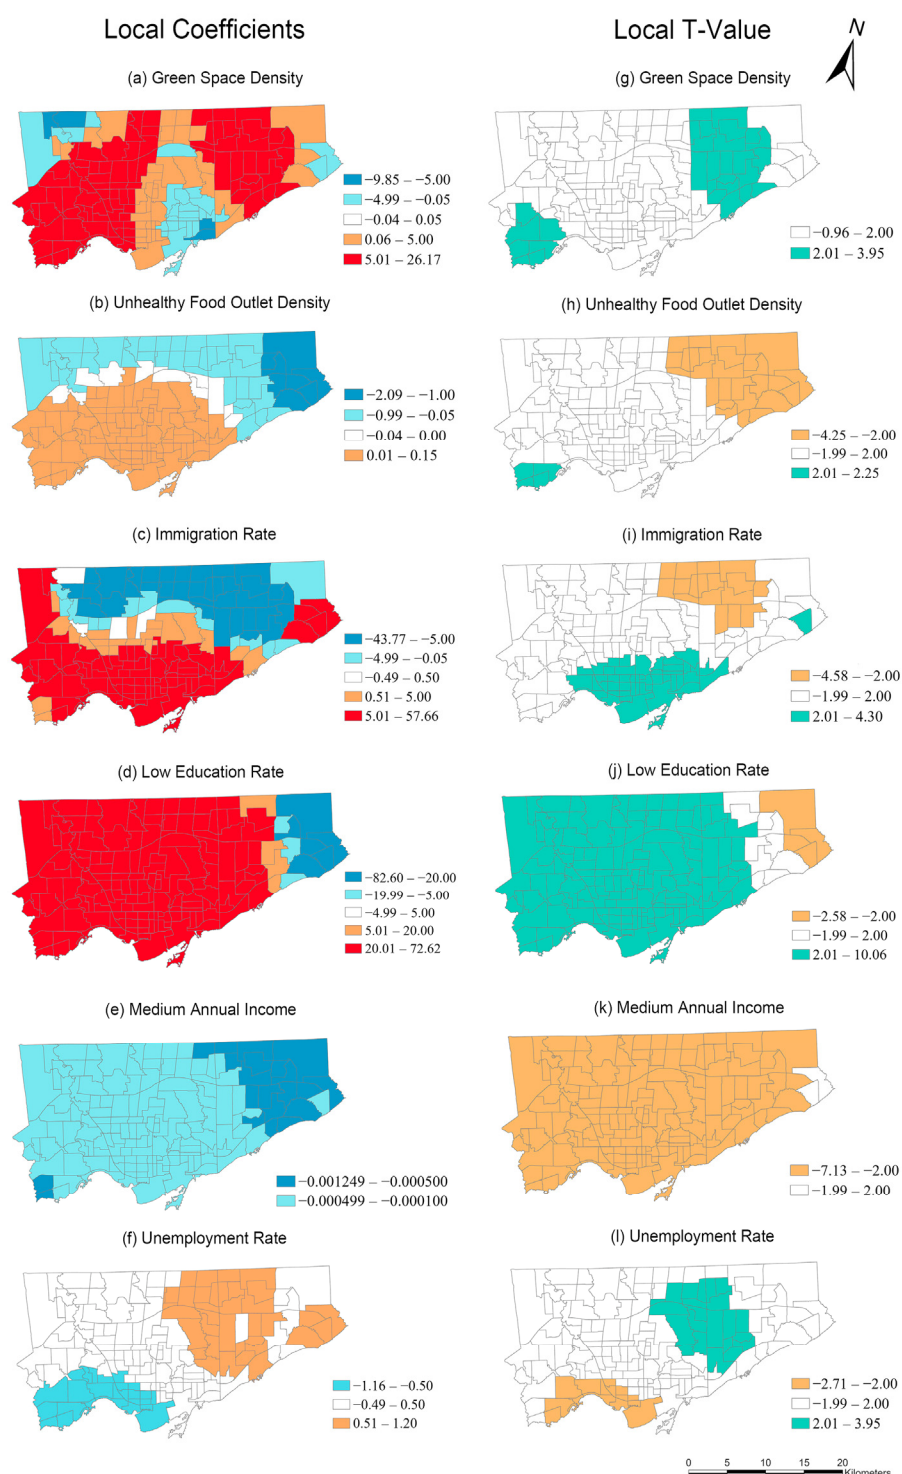 Local Coefficients
Local T-Value
N
(a) Green Space Density
−9.85 – −5.00
−4.99 – −0.05
−0.04 – 0.05
0.06 – 5.00
5.01 – 26.17
(g) Green Space Density
−0.96 – 2.00
2.01 – 3.95
(b) Unhealthy Food Outlet Density
−2.09 – −1.00
−0.99 – −0.05
−0.04 – 0.00
0.01 – 0.15
(h) Unhealthy Food Outlet Density
−4.25 – −2.00
−1.99 – 2.00
2.01 – 2.25
(c) Immigration Rate
−43.77 – −5.00
−4.99 – −0.05
−0.49 – 0.50
0.51 – 5.00
5.01 – 57.66
(i) Immigration Rate
−4.58 – −2.00
−1.99 – 2.00
2.01 – 4.30
(d) Low Education Rate
−82.60 – −20.00
−19.99 – −5.00
−4.99 – 5.00
5.01 – 20.00
20.01 – 72.62
(j) Low Education Rate
−2.58 – −2.00
−1.99 – 2.00
2.01 – 10.06
(e) Medium Annual Income
−0.001249 – −0.000500
−0.000499 – −0.000100
(k) Medium Annual Income
−7.13 – −2.00
−1.99 – 2.00
(f) Unemployment Rate
−1.16 – −0.50
−0.49 – 0.50
0.51 – 1.20
(l) Unemployment Rate
−2.71 – −2.00
−1.99 – 2.00
2.01 – 3.95
0 5 10 15 20
Kilometers